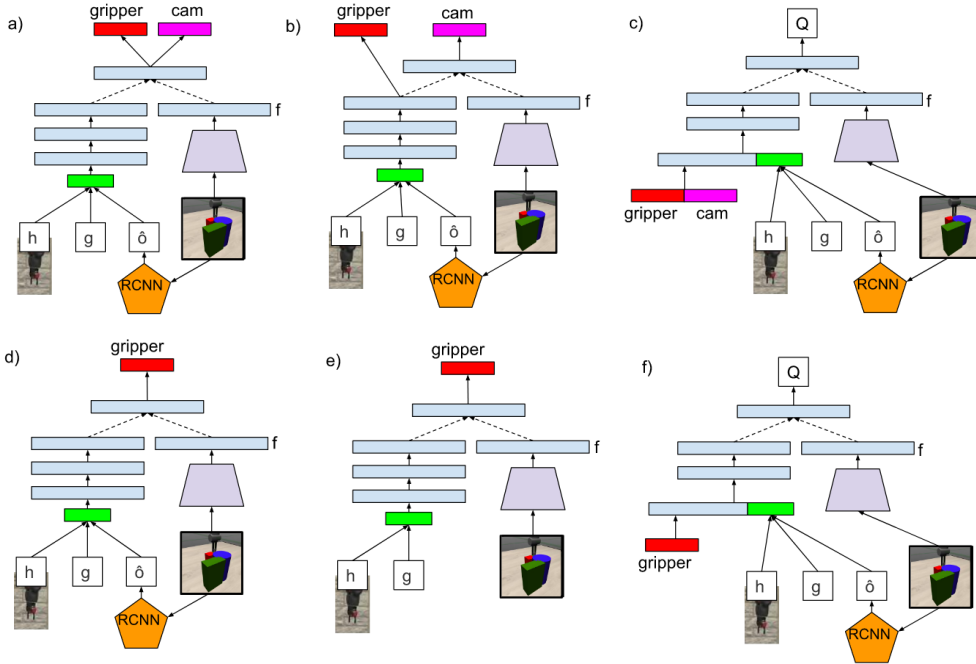 a)
gripper cam
f
h g ô
RCNN
b)
gripper cam
f
h g ô
RCNN
c)
Q
f
gripper cam
h g ô
RCNN
d)
gripper
f
h g ô
RCNN
e)
gripper
f
h g
f)
Q
f
gripper
h g ô
RCNN